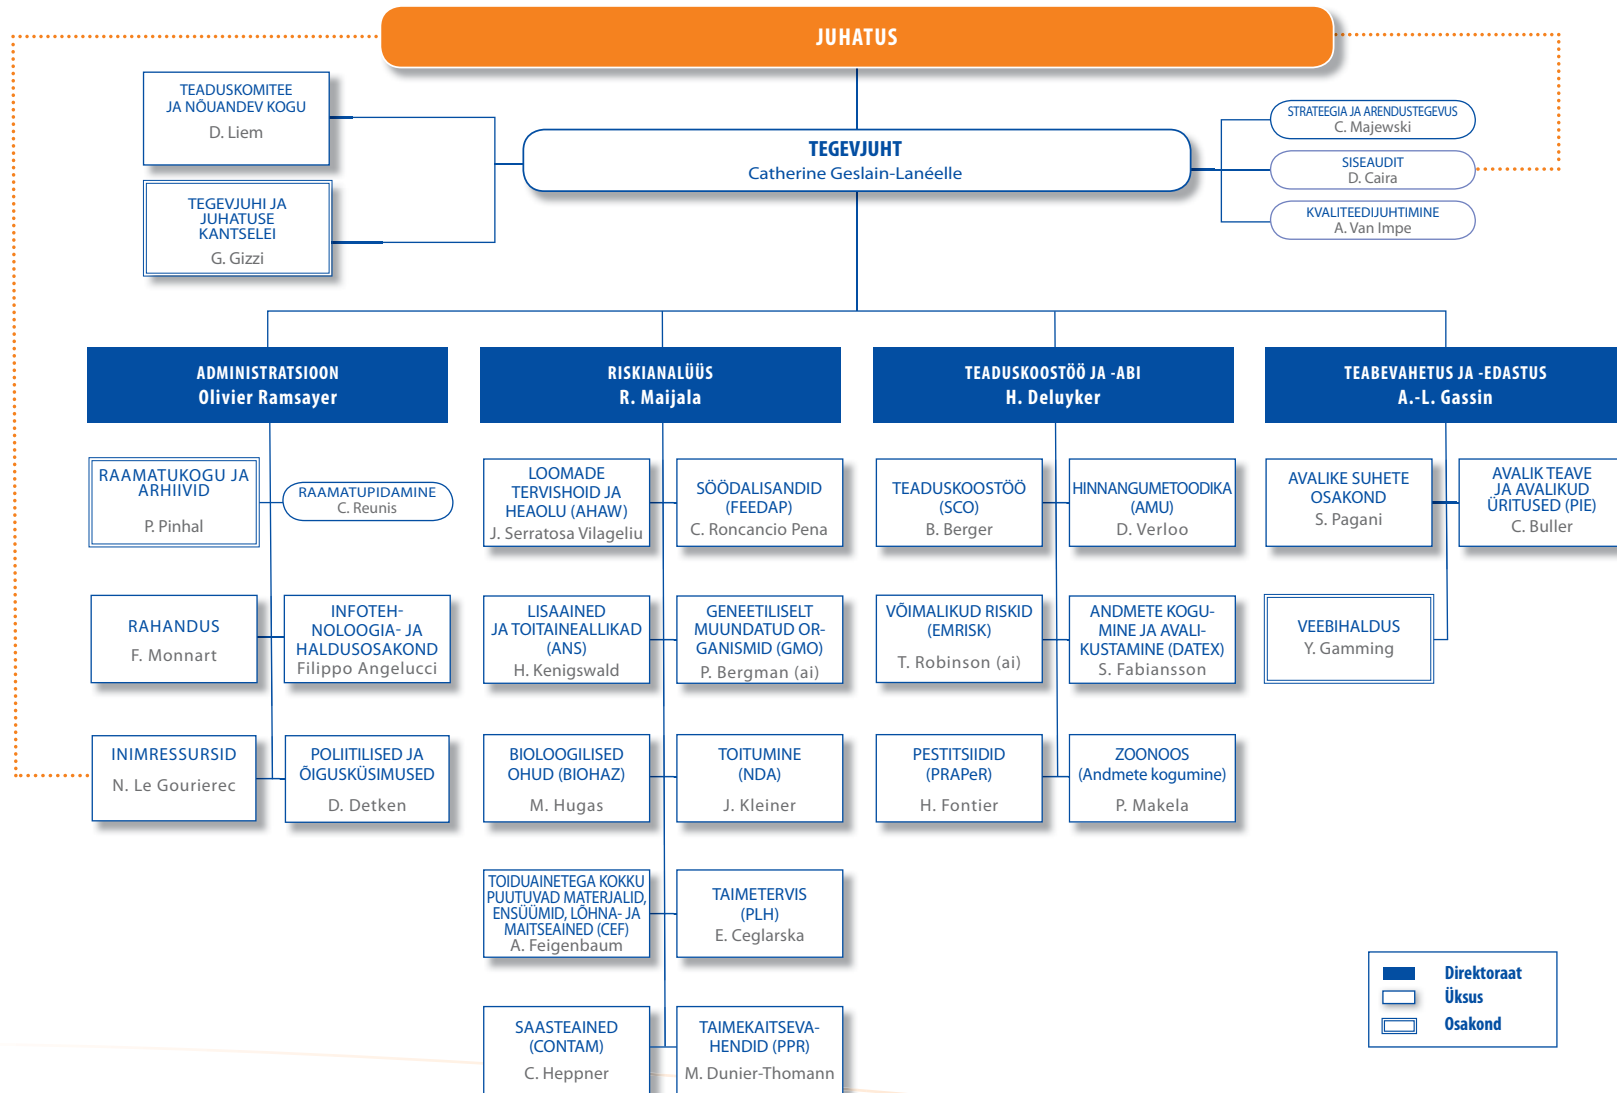 JUHATUS
TEADUSKOMITEE
JA NÕUANDEV KOGU
D. Liem
TEGEVJUHI JA
JUHATUSE
KANTSELEI
G. Gizzi
TEGEVJUHT
Catherine Geslain-Lanéelle
STRATEEGIA JA ARENDUSTEGEVUS
C. Majewski
SISEAUDIT
D. Caira
KVALITEEDIJUHTIMINE
A. Van Impe
ADMINISTRATSIOON
Olivier Ramsayer
RAAMATUKOGU JA
ARHIIVID
P. Pinhal
RAAMATUPIDAMINE
C. Reunis
RAHANDUS
F. Monnart
INFOTEH-
NOLOOGIA- JA
HALDUSOSAKOND
Filippo Angelucci
INIMRESSURSID
N. Le Gourierec
POLIITILISED JA
ÕIGUSKÜSIMUSED
D. Detken
RISKIANALÜÜS
R. Maijala
LOOMADE
TERVISHOID JA
HEAOLU (AHAW)
J. Serratosa Vilageliu
SÖÖDALISANDID
(FEEDAP)
C. Roncancio Pena
LISAAINED
JA TOITAINEALLIKAD
(ANS)
H. Kenigswald
GENEETILISELT
MUUNDATUD OR-
GANISMID (GMO)
P. Bergman (ai)
BIOLOOGILISED
OHUD (BIOHAZ)
M. Hugas
TOITUMINE
(NDA)
J. Kleiner
TOIDUAINETEGA KOKKU
PUUTUVAD MATERJALID,
ENSÜÜMID, LÕHNA- JA
MAITSEAINED (CEF)
A. Feigenbaum
TAIMETERVIS
(PLH)
E. Ceglarska
SAASTEAINED
(CONTAM)
C. Heppner
TAIMEKAITSEVA-
HENDID (PPR)
M. Dunier-Thomann
TEADUSKOOSTÖÖ JA -ABI
H. Deluyker
TEADUSKOOSTÖÖ
(SCO)
B. Berger
HINNANGUMETOODIKA
(AMU)
D. Verloo
VÕIMALIKUD RISKID
(EMRISK)
T. Robinson (ai)
ANDMETE KOGU-
MINE JA AVALI-
KUSTAMINE (DATEX)
S. Fabiansson
PESTITSIIDID
(PRAPeR)
H. Fontier
ZOONOOS
(Andmete kogumine)
P. Makela
TEABEVAHETUS JA -EDASTUS
A.-L. Gassin
AVALIKE SUHETE
OSAKOND
S. Pagani
AVALIK TEAVE
JA AVALIKUD
ÜRITUSED (PIE)
C. Buller
VEEBIHALDUS
Y. Gamming
Direktoraat
Üksus
Osakond